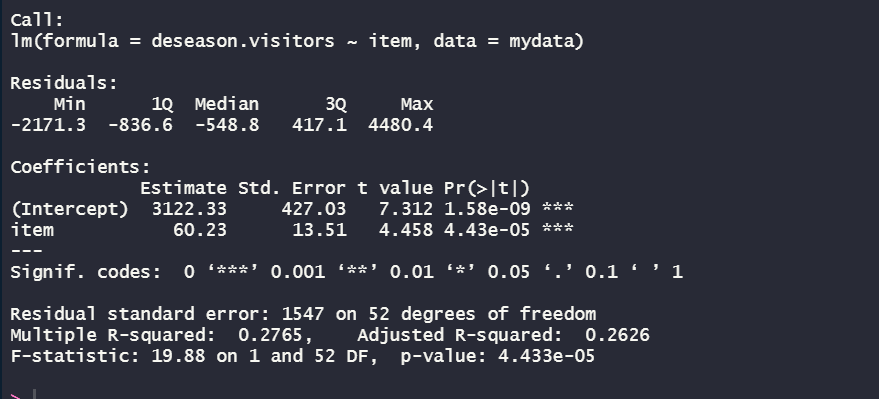 Call:
lm(formula = deseason.visitors ~ item, data = mydata)
Residuals:
    Min      1Q  Median      3Q     Max
-2171.3  -836.6  -548.8   417.1  4480.4
Coefficients:
            Estimate Std. Error t value Pr(>|t|)
(Intercept)  3122.33     427.03   7.312 1.58e-09 ***
item           60.23      13.51   4.458 4.43e-05 ***
---
Signif. codes:  0 ‘***’ 0.001 ‘**’ 0.01 ‘*’ 0.05 ‘.’ 0.1 ‘ ’ 1
Residual standard error: 1547 on 52 degrees of freedom
Multiple R-squared:  0.2765,    Adjusted R-squared:  0.2626
F-statistic: 19.88 on 1 and 52 DF,  p-value: 4.433e-05
>